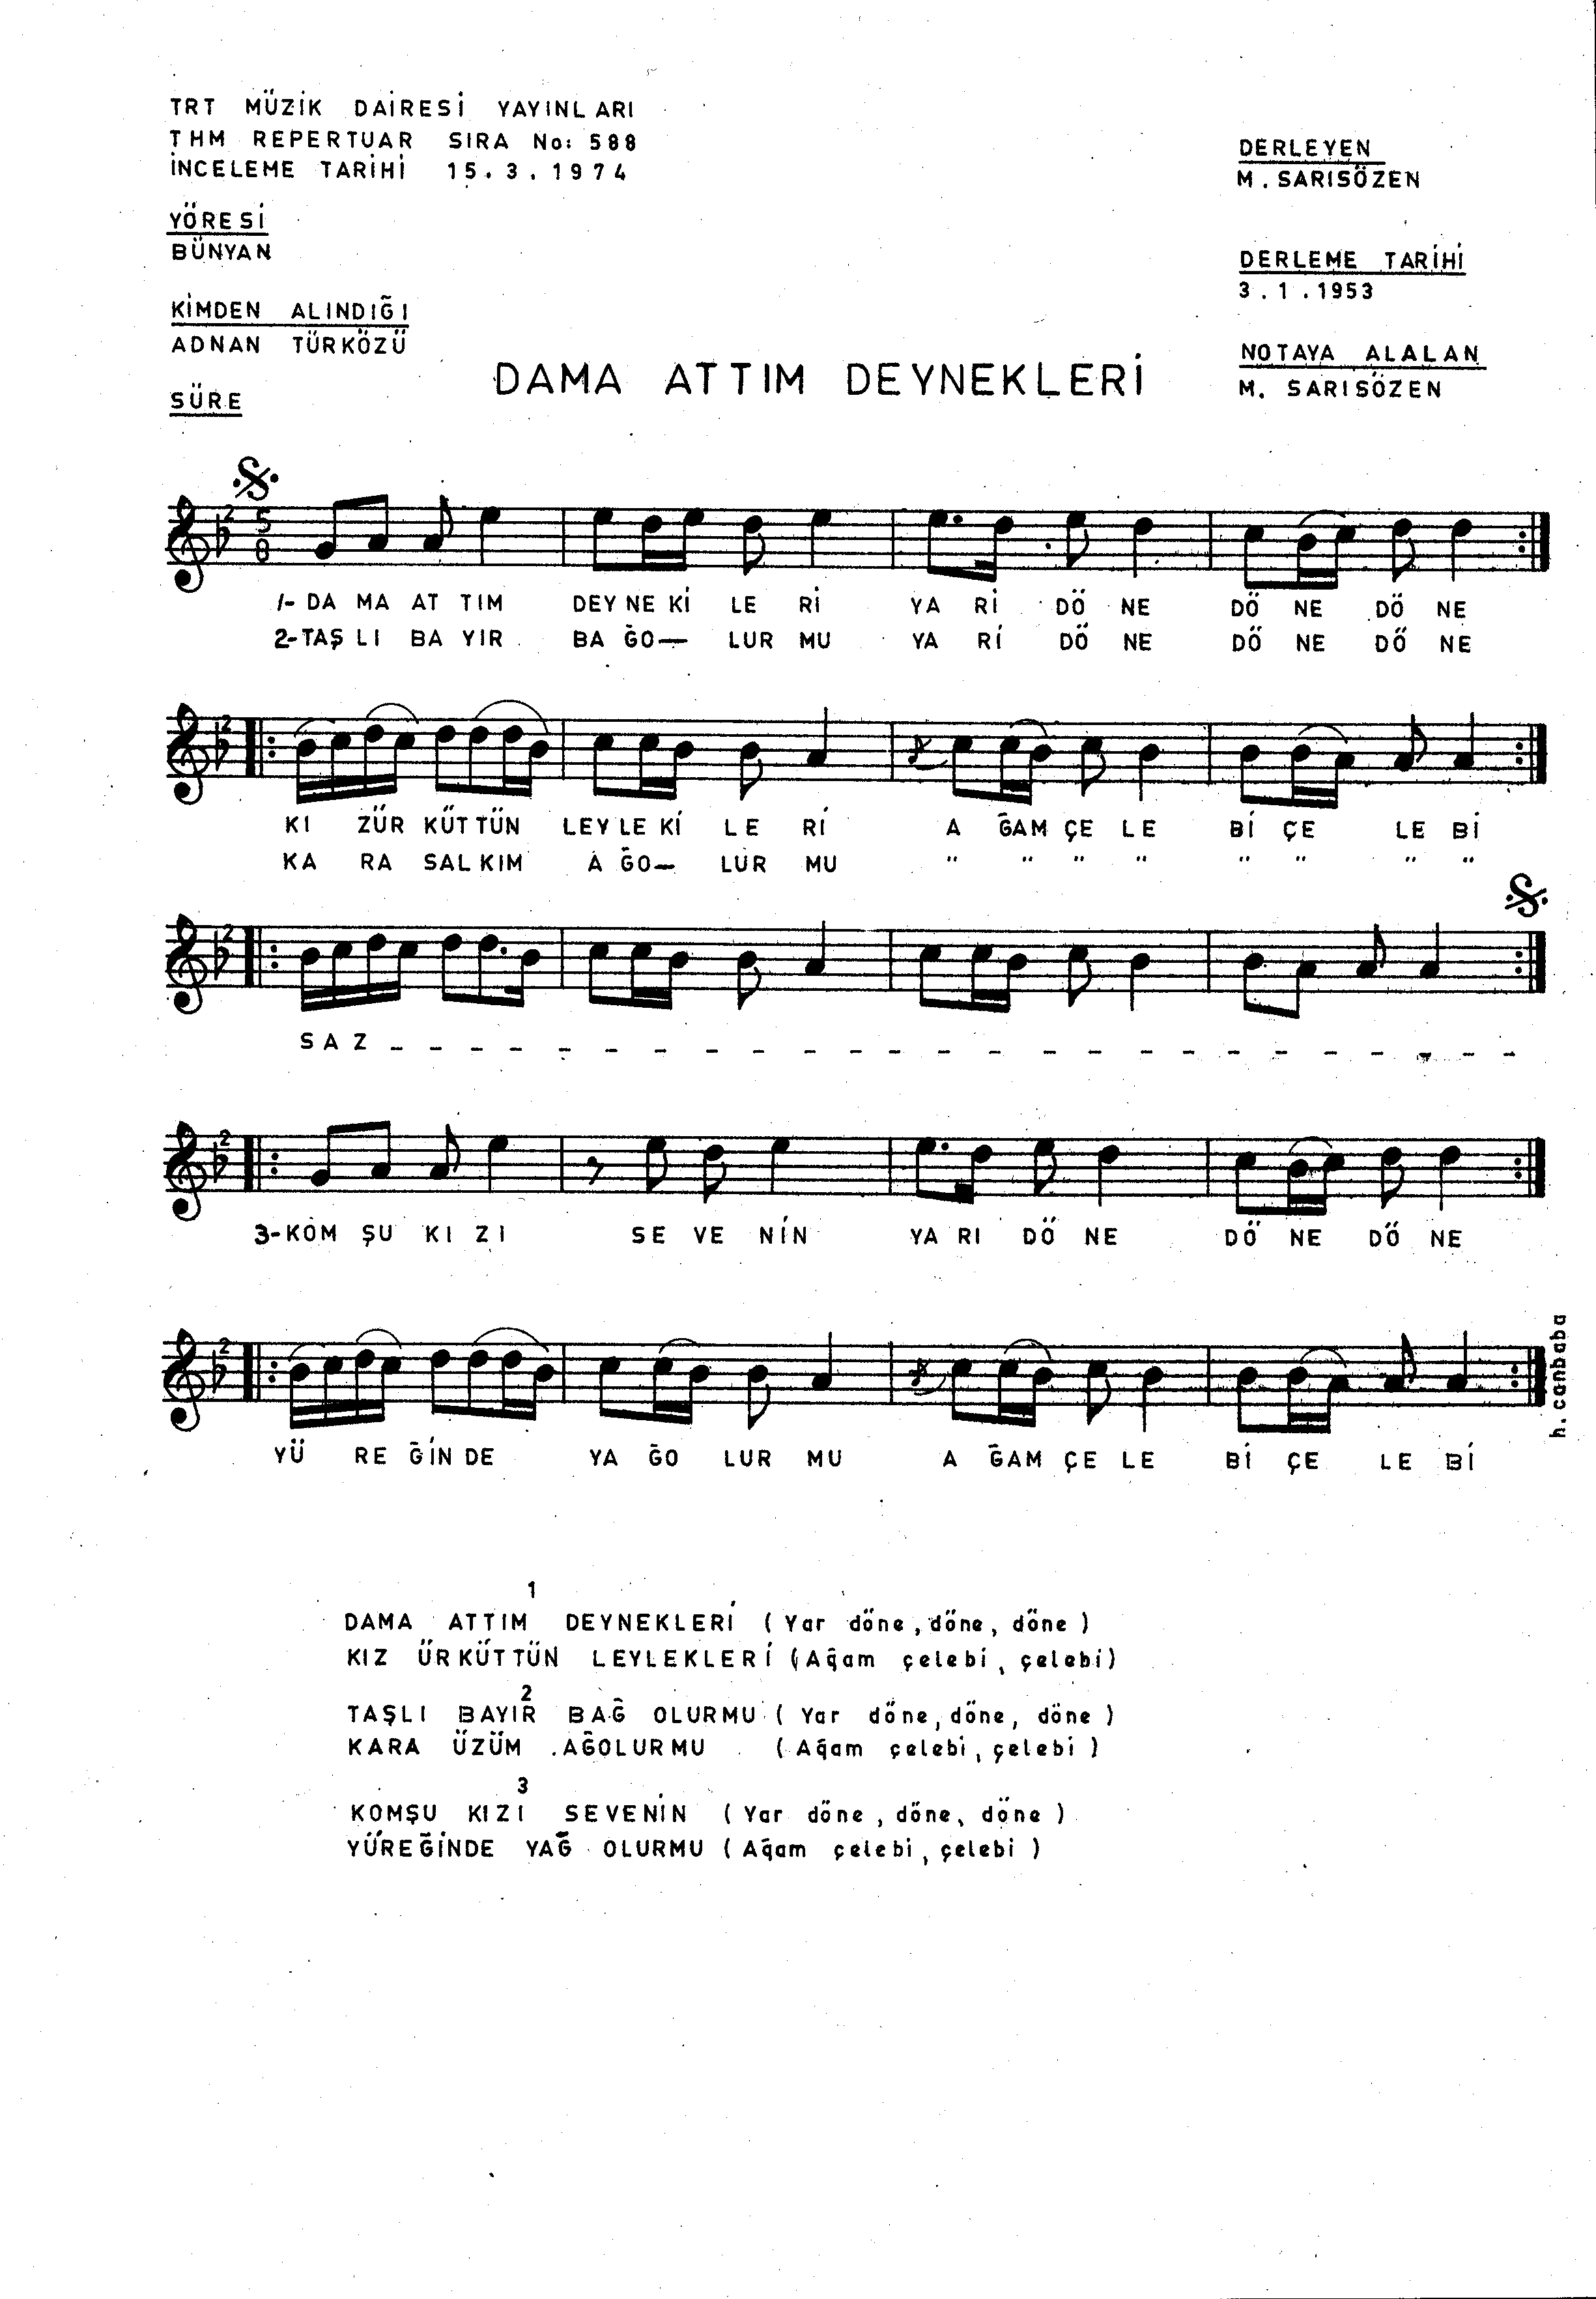 TRT MÜZİK DAİRESİ YAYINLARI
THM REPERTUAR SIRA No: 588
İNCELEME TARİHİ 15.3.1974
DERLEYEN
M. SARISÖZEN
YÖRESİ
BÜNYAN
DERLEME TARİHİ
3.1.1953
KİMDEN ALINDIĞI
ADNAN TÜRKÖZÜ
NOTAYA ALALAN
M. SARISÖZEN
DAMA ATTIM DEYNEKLERİ
SÜRE
2 5 8
1- DA MA AT TIM DEY NE Kİ LE Rİ YA Rİ DÖ NE DÖ NE DÖ NE
2- TAŞ LI BA YIR BA ĞO— LUR MU YA Rİ DÖ NE DÖ NE DÖ NE
2
KI ZÜR KÜT TÜN LEY LE Kİ LE Rİ A ĞAM ÇE LE Bİ ÇE LE Bİ
KA RA SAL KIM A ĞO— LUR MU " " " " " " " "
2
SAZ _ _ _ _ _ _ _ _ _ _ _ _ _ _ _ _ _ _ _ _ _ _ _ _ _
2
3- KOM ŞU KI ZI SE VE NİN YA RI DÖ NE DÖ NE DÖ NE
2
YÜ RE ĞİN DE YA ĞO LUR MU A ĞAM ÇE LE Bİ ÇE LE Bİ
h. canbaba
1
DAMA ATTIM DEYNEKLERİ (Yar döne, döne, döne)
KIZ ÜRKÜTTÜN LEYLEKLERİ (Ağam çelebi, çelebi)
2
TAŞLI BAYIR BAĞ OLURMU (Yar döne, döne, döne)
KARA ÜZÜM AĞOLURMU (Ağam çelebi, çelebi)
3
KOMŞU KIZI SEVENİN (Yar döne, döne, döne)
YÜREĞİNDE YAĞ OLURMU (Ağam çelebi, çelebi)